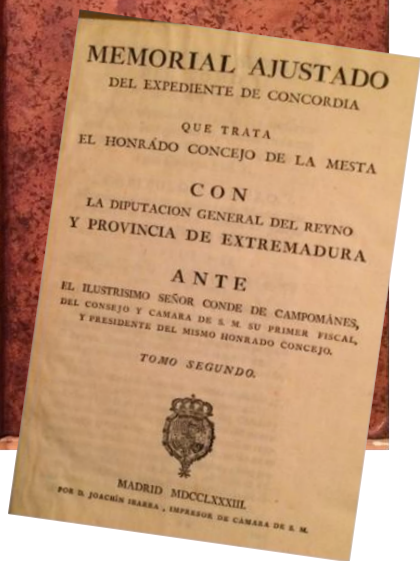 MEMORIAL AJUSTADO
DEL EXPEDIENTE DE CONCORDIA
QUE TRATA
EL HONRÁDO CONCEJO DE LA MESTA
CON
LA DIPUTACION GENERAL DEL REYNO
Y PROVINCIA DE EXTREMADURA
ANTE
EL ILUSTRISIMO SEÑOR CONDE DE CAMPOMÁNES,
DEL CONSEJO Y CAMARA DE S. M. SU PRIMER FISCAL,
Y PRESIDENTE DEL MISMO HONRADO CONCEJO.
TOMO SEGUNDO.
MADRID MDCCLXXXIII.
POR D. JOACHÍN IBARRA, IMPRESOR DE CÁMARA DE S. M.